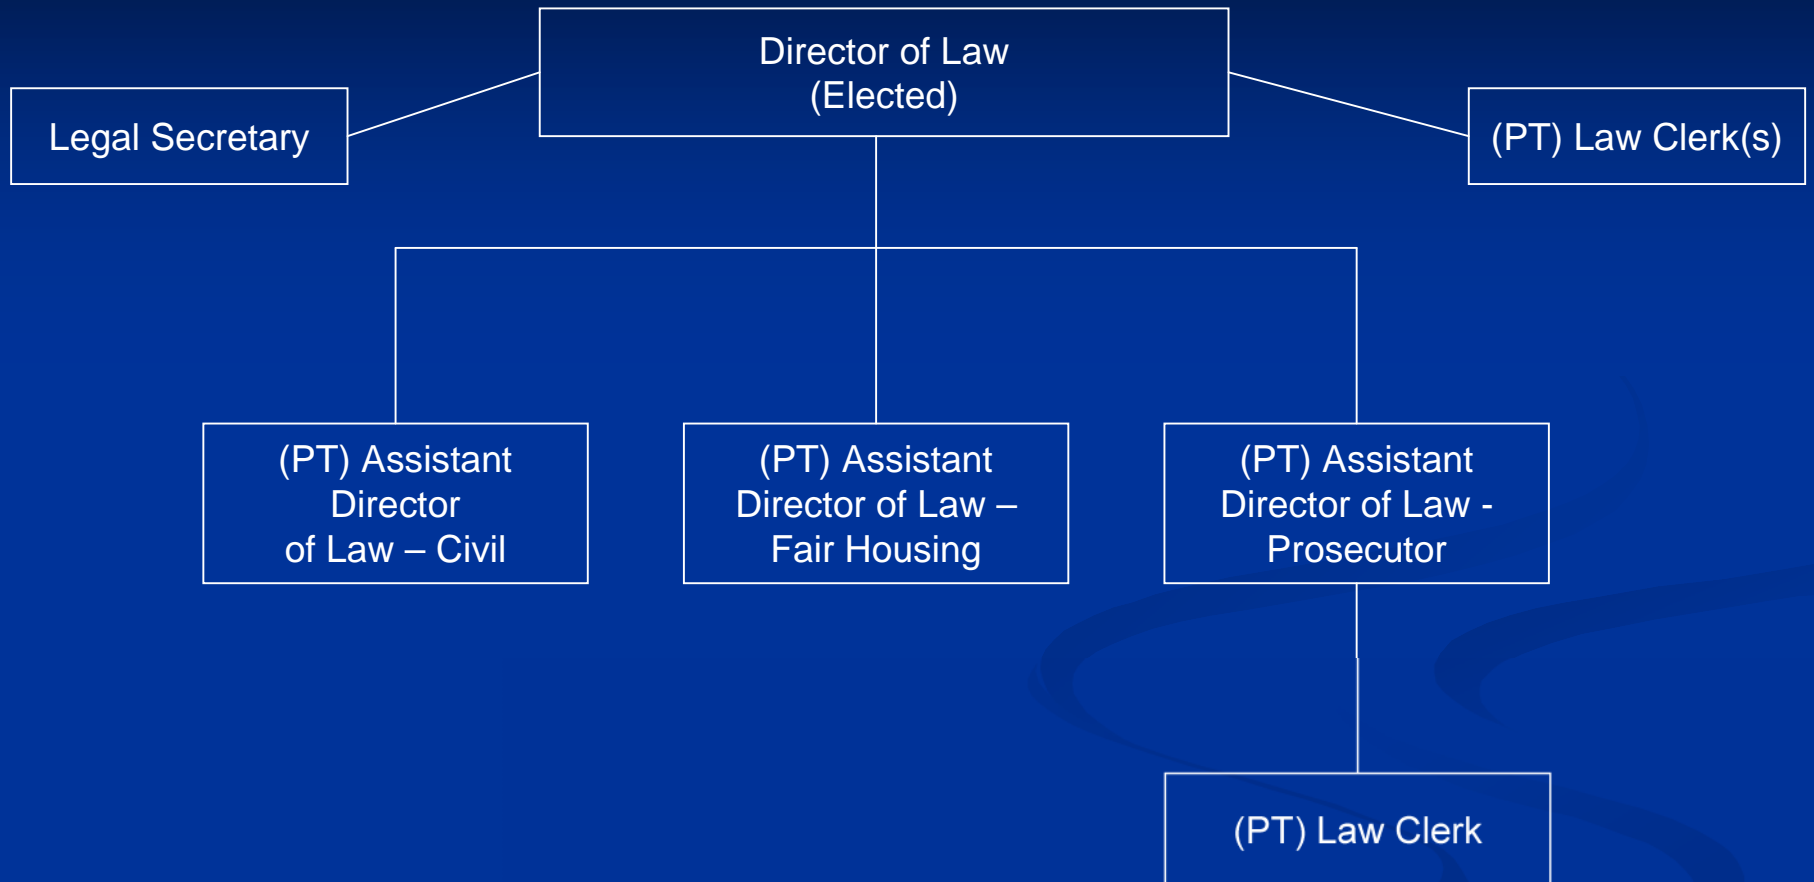 Director of Law
(Elected)
Legal Secretary
(PT) Law Clerk(s)
(PT) Assistant
Director
of Law – Civil
(PT) Assistant
Director of Law –
Fair Housing
(PT) Assistant
Director of Law -
Prosecutor
(PT) Law Clerk